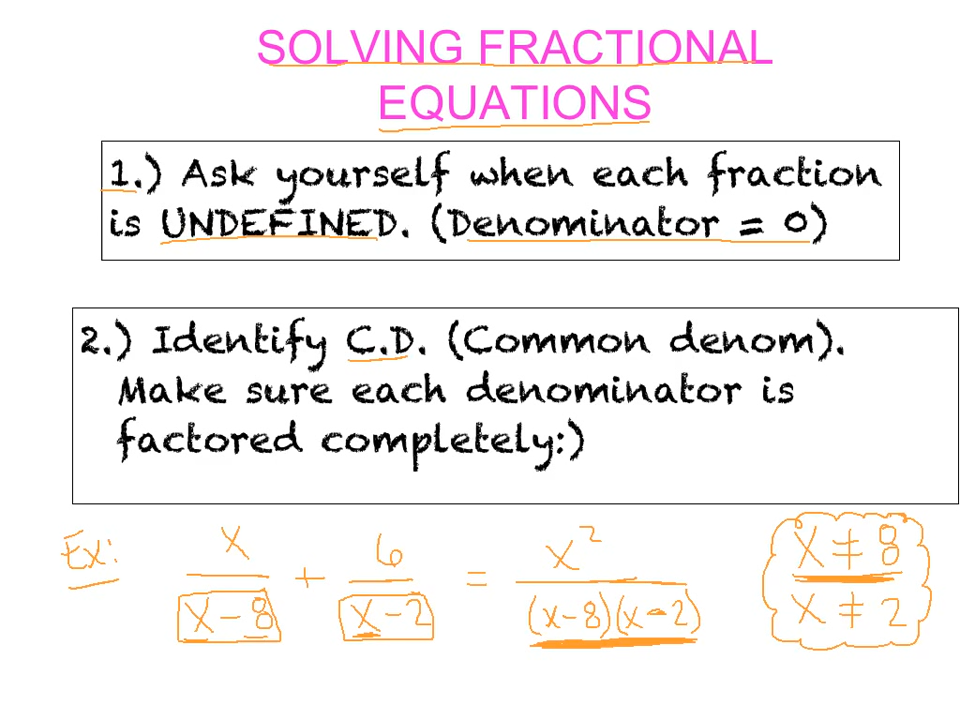 SOLVING FRACTIONAL
EQUATIONS
1.) Ask yourself when each fraction
is UNDEFINED. (Denominator = 0)
2.) Identify C.D. (Common denom).
Make sure each denominator is
factored completely:)
Ex: x/(x-8) + 6/(x-2) = x²/((x-8)(x-2))
x ≠ 8
x ≠ 2